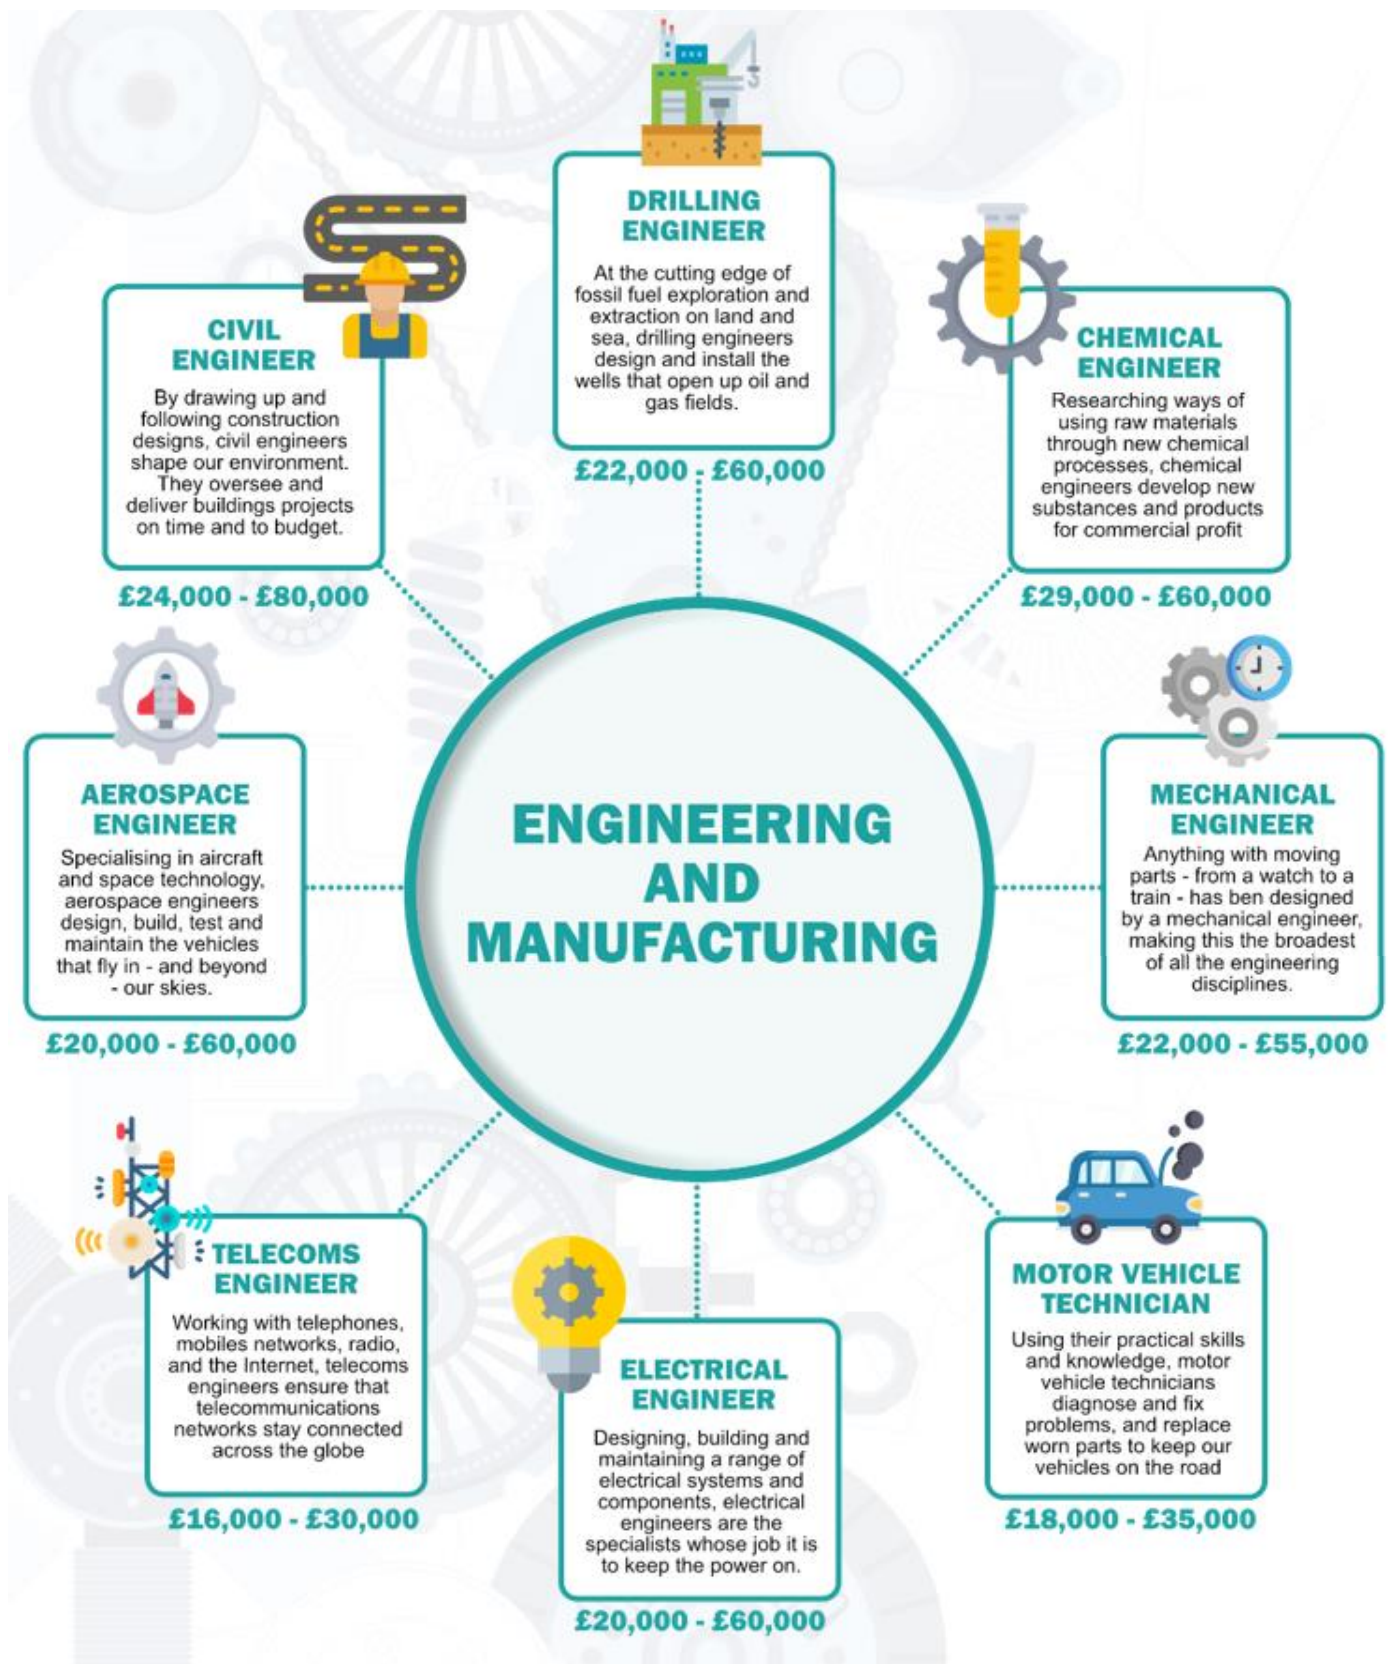 DRILLING
ENGINEER
At the cutting edge of
fossil fuel exploration and
extraction on land and
sea, drilling engineers
design and install the
wells that open up oil and
gas fields.
£22,000 - £60,000
CIVIL
ENGINEER
By drawing up and
following construction
designs, civil engineers
shape our environment.
They oversee and
deliver buildings projects
on time and to budget.
£24,000 - £80,000
CHEMICAL
ENGINEER
Researching ways of
using raw materials
through new chemical
processes, chemical
engineers develop new
substances and products
for commercial profit
£29,000 - £60,000
AEROSPACE
ENGINEER
Specialising in aircraft
and space technology,
aerospace engineers
design, build, test and
maintain the vehicles
that fly in - and beyond
- our skies.
£20,000 - £60,000
ENGINEERING
AND
MANUFACTURING
MECHANICAL
ENGINEER
Anything with moving
parts - from a watch to a
train - has ben designed
by a mechanical engineer,
making this the broadest
of all the engineering
disciplines.
£22,000 - £55,000
TELECOMS
ENGINEER
Working with telephones,
mobiles networks, radio,
and the Internet, telecoms
engineers ensure that
telecommunications
networks stay connected
across the globe
£16,000 - £30,000
ELECTRICAL
ENGINEER
Designing, building and
maintaining a range of
electrical systems and
components, electrical
engineers are the
specialists whose job it is
to keep the power on.
£20,000 - £60,000
MOTOR VEHICLE
TECHNICIAN
Using their practical skills
and knowledge, motor
vehicle technicians
diagnose and fix
problems, and replace
worn parts to keep our
vehicles on the road
£18,000 - £35,000